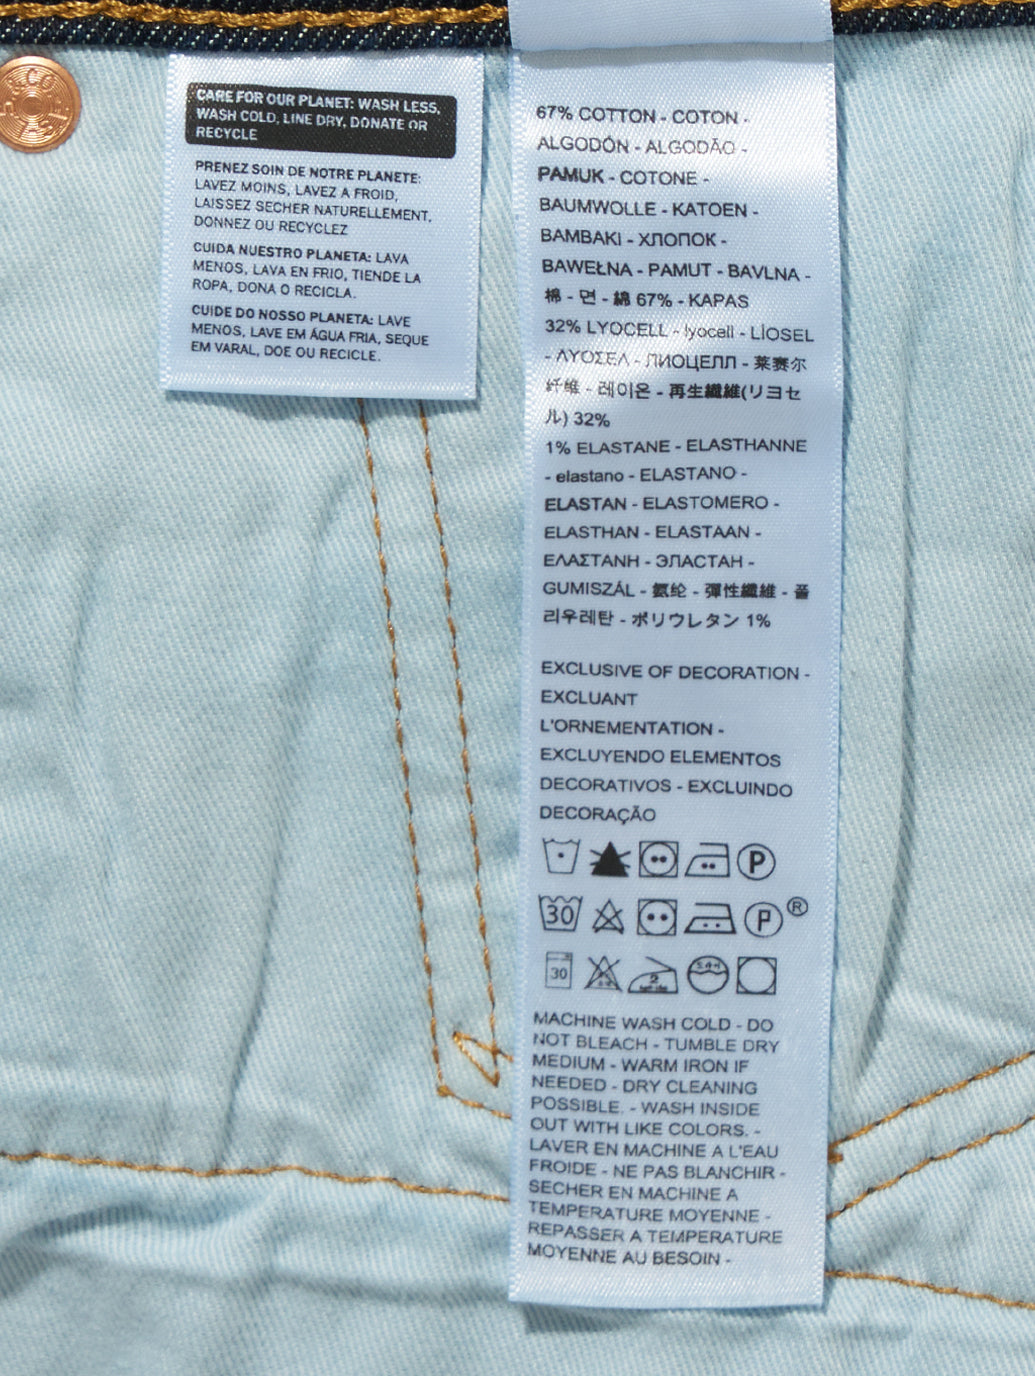 CARE FOR OUR PLANET: WASH LESS,
WASH COLD, LINE DRY, DONATE OR
RECYCLE
PRENEZ SOIN DE NOTRE PLANETE:
LAVEZ MOINS, LAVEZ A FROID,
LAISSEZ SECHER NATURELLEMENT,
DONNEZ OU RECYCLEZ
CUIDA NUESTRO PLANETA: LAVA
MENOS, LAVA EN FRIO, TIENDE LA
ROPA, DONA O RECICLA.
CUIDE DO NOSSO PLANETA: LAVE
MENOS, LAVE EM ÁGUA FRIA, SEQUE
EM VARAL, DOE OU RECICLE.
67% COTTON - COTON -
ALGODÓN - ALGODÃO -
PAMUK - COTONE -
BAUMWOLLE - KATOEN -
BAMBAKI - ХЛОПОК -
BAWEŁNA - PAMUT - BAVLNA -
棉 - 면 - 綿 67% - KAPAS
32% LYOCELL - lyocell - LİOSEL
- ΛΥΟΣΕΛ - ЛИОЦЕЛЛ - 莱赛尔
纤维 - 레이온 - 再生繊維(リヨセ
ル) 32%
1% ELASTANE - ELASTHANNE
- elastano - ELASTANO -
ELASTAN - ELASTOMERO -
ELASTHAN - ELASTAAN -
ΕΛΑΣΤΑΝΗ - ЭЛАСТАН -
GUMISZÁL - 氨纶 - 彈性纖維 - 폴
리우레탄 - ポリウレタン 1%
EXCLUSIVE OF DECORATION -
EXCLUANT
L'ORNEMENTATION -
EXCLUYENDO ELEMENTOS
DECORATIVOS - EXCLUINDO
DECORAÇÃO
P
30 P ®
30 2
MACHINE WASH COLD - DO
NOT BLEACH - TUMBLE DRY
MEDIUM - WARM IRON IF
NEEDED - DRY CLEANING
POSSIBLE. - WASH INSIDE
OUT WITH LIKE COLORS. -
LAVER EN MACHINE A L'EAU
FROIDE - NE PAS BLANCHIR -
SECHER EN MACHINE A
TEMPERATURE MOYENNE -
REPASSER A TEMPERATURE
MOYENNE AU BESOIN -